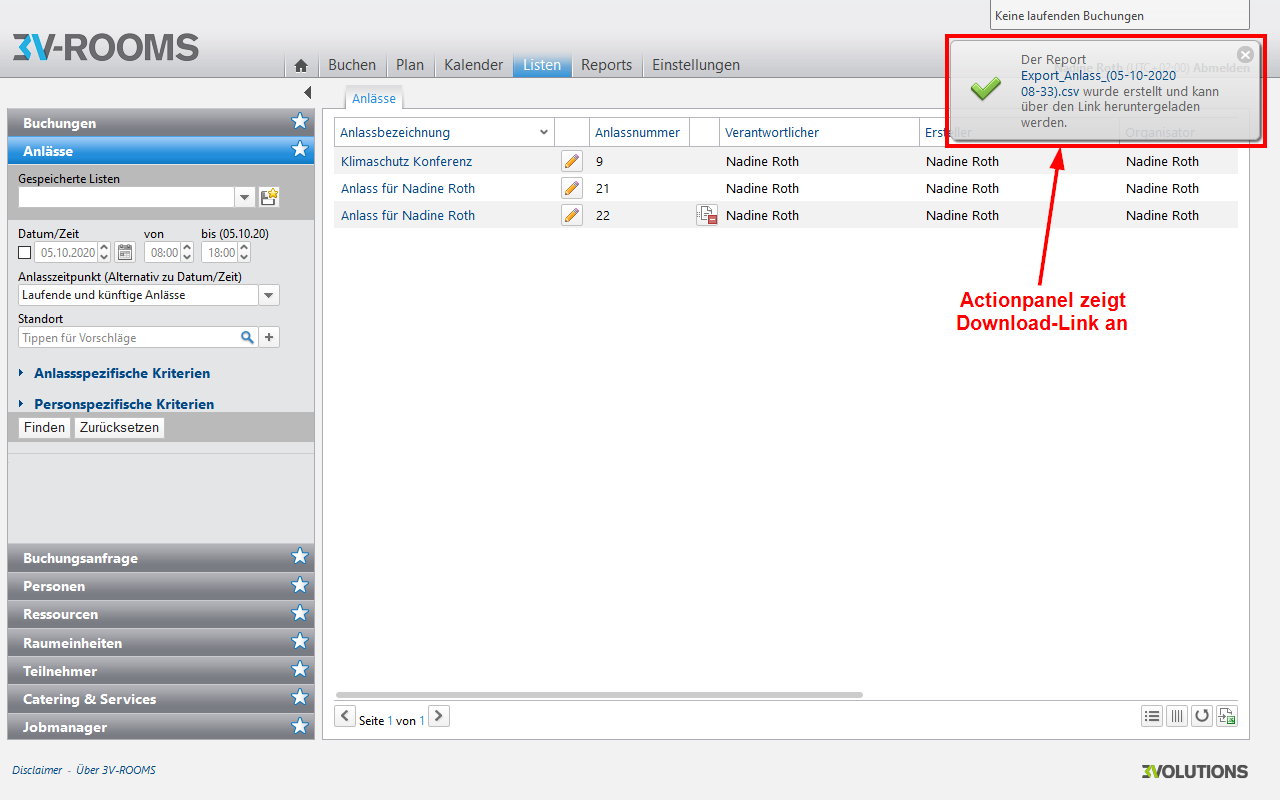 Keine laufenden Buchungen
3V-ROOMS
Buchen Plan Kalender Listen Reports Einstellungen
Nadine Roth (UTC+02:00) Abmelden
Der Report
Export_Anlass_(05-10-2020
08-33).csv wurde erstellt und kann
über den Link heruntergeladen
werden.
Anlässe
Buchungen
Anlässe
Gespeicherte Listen
Datum/Zeit von bis (05.10.20)
05.10.2020 08:00 18:00
Anlasszeitpunkt (Alternativ zu Datum/Zeit)
Laufende und künftige Anlässe
Standort
Tippen für Vorschläge
Anlassspezifische Kriterien
Personspezifische Kriterien
Finden Zurücksetzen
Buchungsanfrage
Personen
Ressourcen
Raumeinheiten
Teilnehmer
Catering & Services
Jobmanager
Anlassbezeichnung Anlassnummer Verantwortlicher Ersteller Organisator
Klimaschutz Konferenz 9 Nadine Roth Nadine Roth Nadine Roth
Anlass für Nadine Roth 21 Nadine Roth Nadine Roth Nadine Roth
Anlass für Nadine Roth 22 Nadine Roth Nadine Roth Nadine Roth
Actionpanel zeigt
Download-Link an
Seite 1 von 1
Disclaimer - Über 3V-ROOMS
3VOLUTIONS